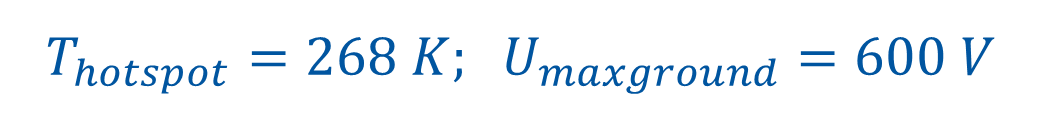 T_hotspot = 268 K; U_maxground = 600 V